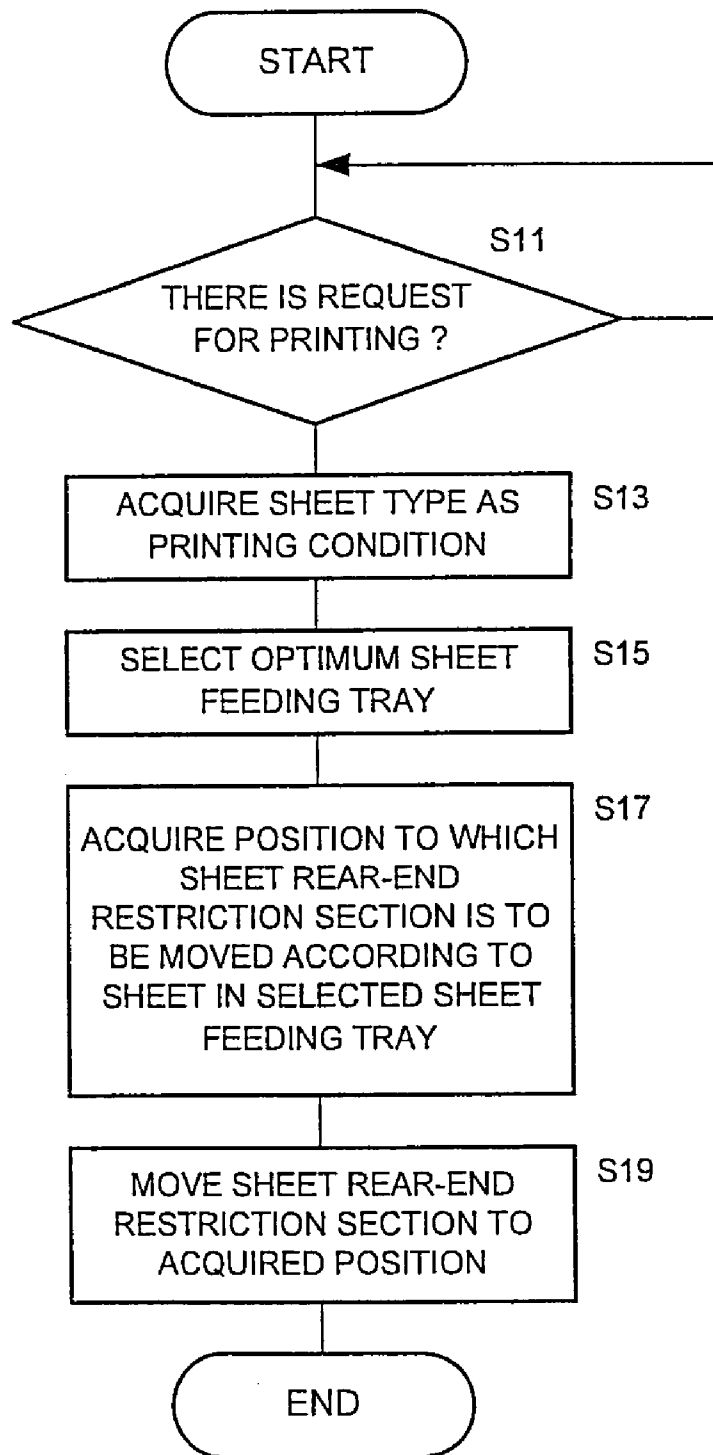 START
S11
THERE IS REQUEST
FOR PRINTING ?
ACQUIRE SHEET TYPE AS
PRINTING CONDITION
S13
SELECT OPTIMUM SHEET
FEEDING TRAY
S15
ACQUIRE POSITION TO WHICH
SHEET REAR-END
RESTRICTION SECTION IS TO
BE MOVED ACCORDING TO
SHEET IN SELECTED SHEET
FEEDING TRAY
S17
MOVE SHEET REAR-END
RESTRICTION SECTION TO
ACQUIRED POSITION
S19
END